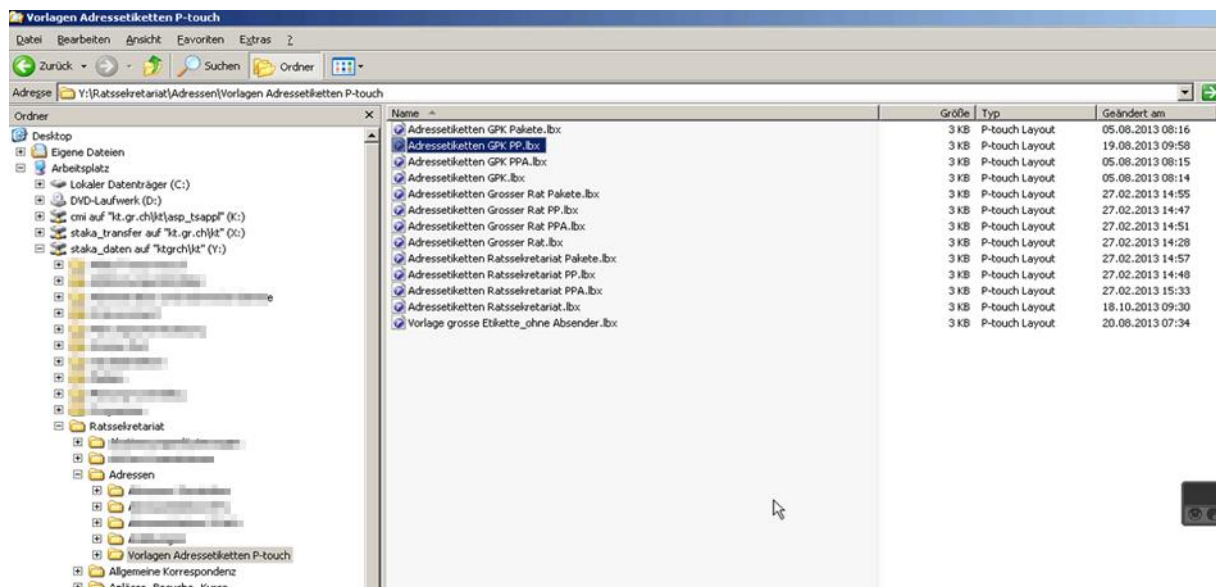 Vorlagen Adressetiketten P-touch
Datei Bearbeiten Ansicht Favoriten Extras ?
Zurück Suchen Ordner
Adresse Y:\Ratssekretariat\Adressen\Vorlagen Adressetiketten P-touch
Ordner x Name Größe Typ Geändert am
Desktop
Eigene Dateien
Arbeitsplatz
Lokaler Datenträger (C:)
DVD-Laufwerk (D:)
cmi auf "kt.gr.ch\kt\asp_tsappl" (K:)
staka_transfer auf "kt.gr.ch\kt" (X:)
staka_daten auf "ktgrch\kt" (Y:)
Ratssekretariat
Adressen
Vorlagen Adressetiketten P-touch
Allgemeine Korrespondenz
Anlässe, Besuche, Kurse
Adressetiketten GPK Pakete.lbx 3 KB P-touch Layout 05.08.2013 08:16
Adressetiketten GPK PP.lbx 3 KB P-touch Layout 19.08.2013 09:58
Adressetiketten GPK PPA.lbx 3 KB P-touch Layout 05.08.2013 08:15
Adressetiketten GPK.lbx 3 KB P-touch Layout 05.08.2013 08:14
Adressetiketten Grosser Rat Pakete.lbx 3 KB P-touch Layout 27.02.2013 14:55
Adressetiketten Grosser Rat PP.lbx 3 KB P-touch Layout 27.02.2013 14:47
Adressetiketten Grosser Rat PPA.lbx 3 KB P-touch Layout 27.02.2013 14:51
Adressetiketten Grosser Rat.lbx 3 KB P-touch Layout 27.02.2013 14:28
Adressetiketten Ratssekretariat Pakete.lbx 3 KB P-touch Layout 27.02.2013 14:57
Adressetiketten Ratssekretariat PP.lbx 3 KB P-touch Layout 27.02.2013 14:48
Adressetiketten Ratssekretariat PPA.lbx 3 KB P-touch Layout 27.02.2013 15:33
Adressetiketten Ratssekretariat.lbx 3 KB P-touch Layout 18.10.2013 09:30
Vorlage grosse Etikette_ohne Absender.lbx 3 KB P-touch Layout 20.08.2013 07:34